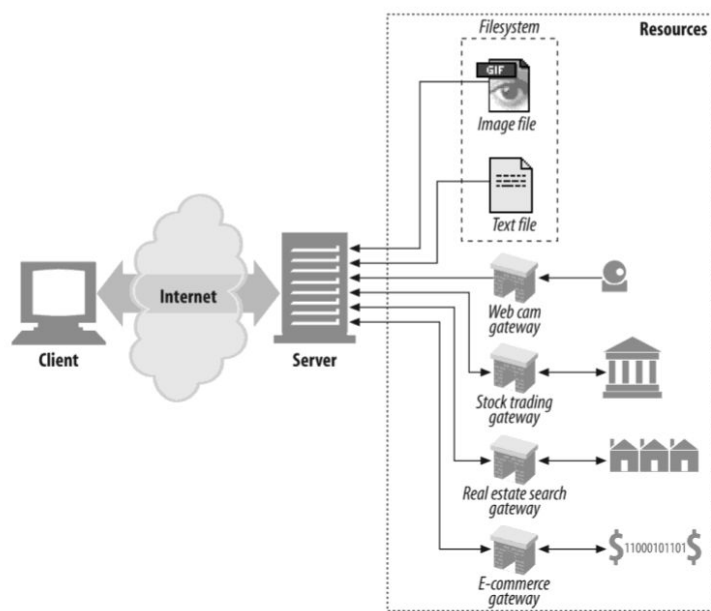 Filesystem
Resources
GIF
Image file
Text file
Internet
Client
Server
Web cam
gateway
Stock trading
gateway
Real estate search
gateway
$11000101101$
E-commerce
gateway